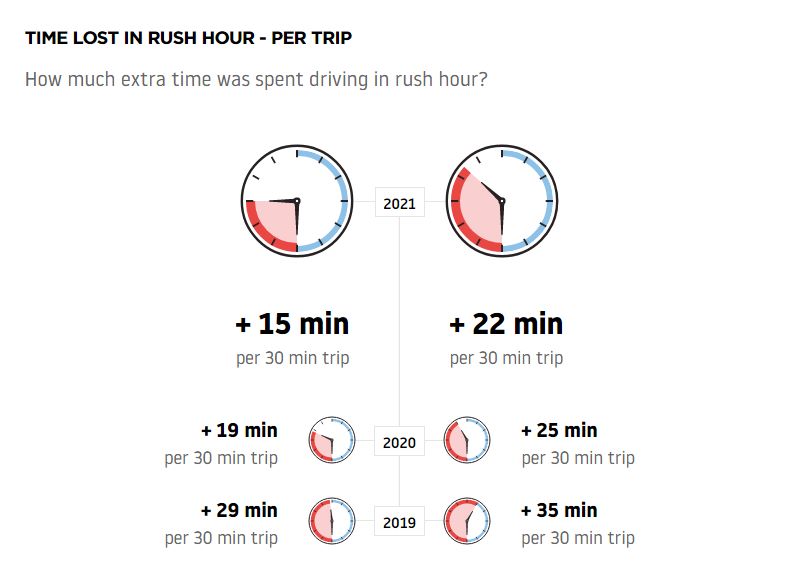 TIME LOST IN RUSH HOUR - PER TRIP
How much extra time was spent driving in rush hour?
2021
+ 15 min
per 30 min trip
+ 22 min
per 30 min trip
+ 19 min
per 30 min trip
2020
+ 25 min
per 30 min trip
+ 29 min
per 30 min trip
2019
+ 35 min
per 30 min trip